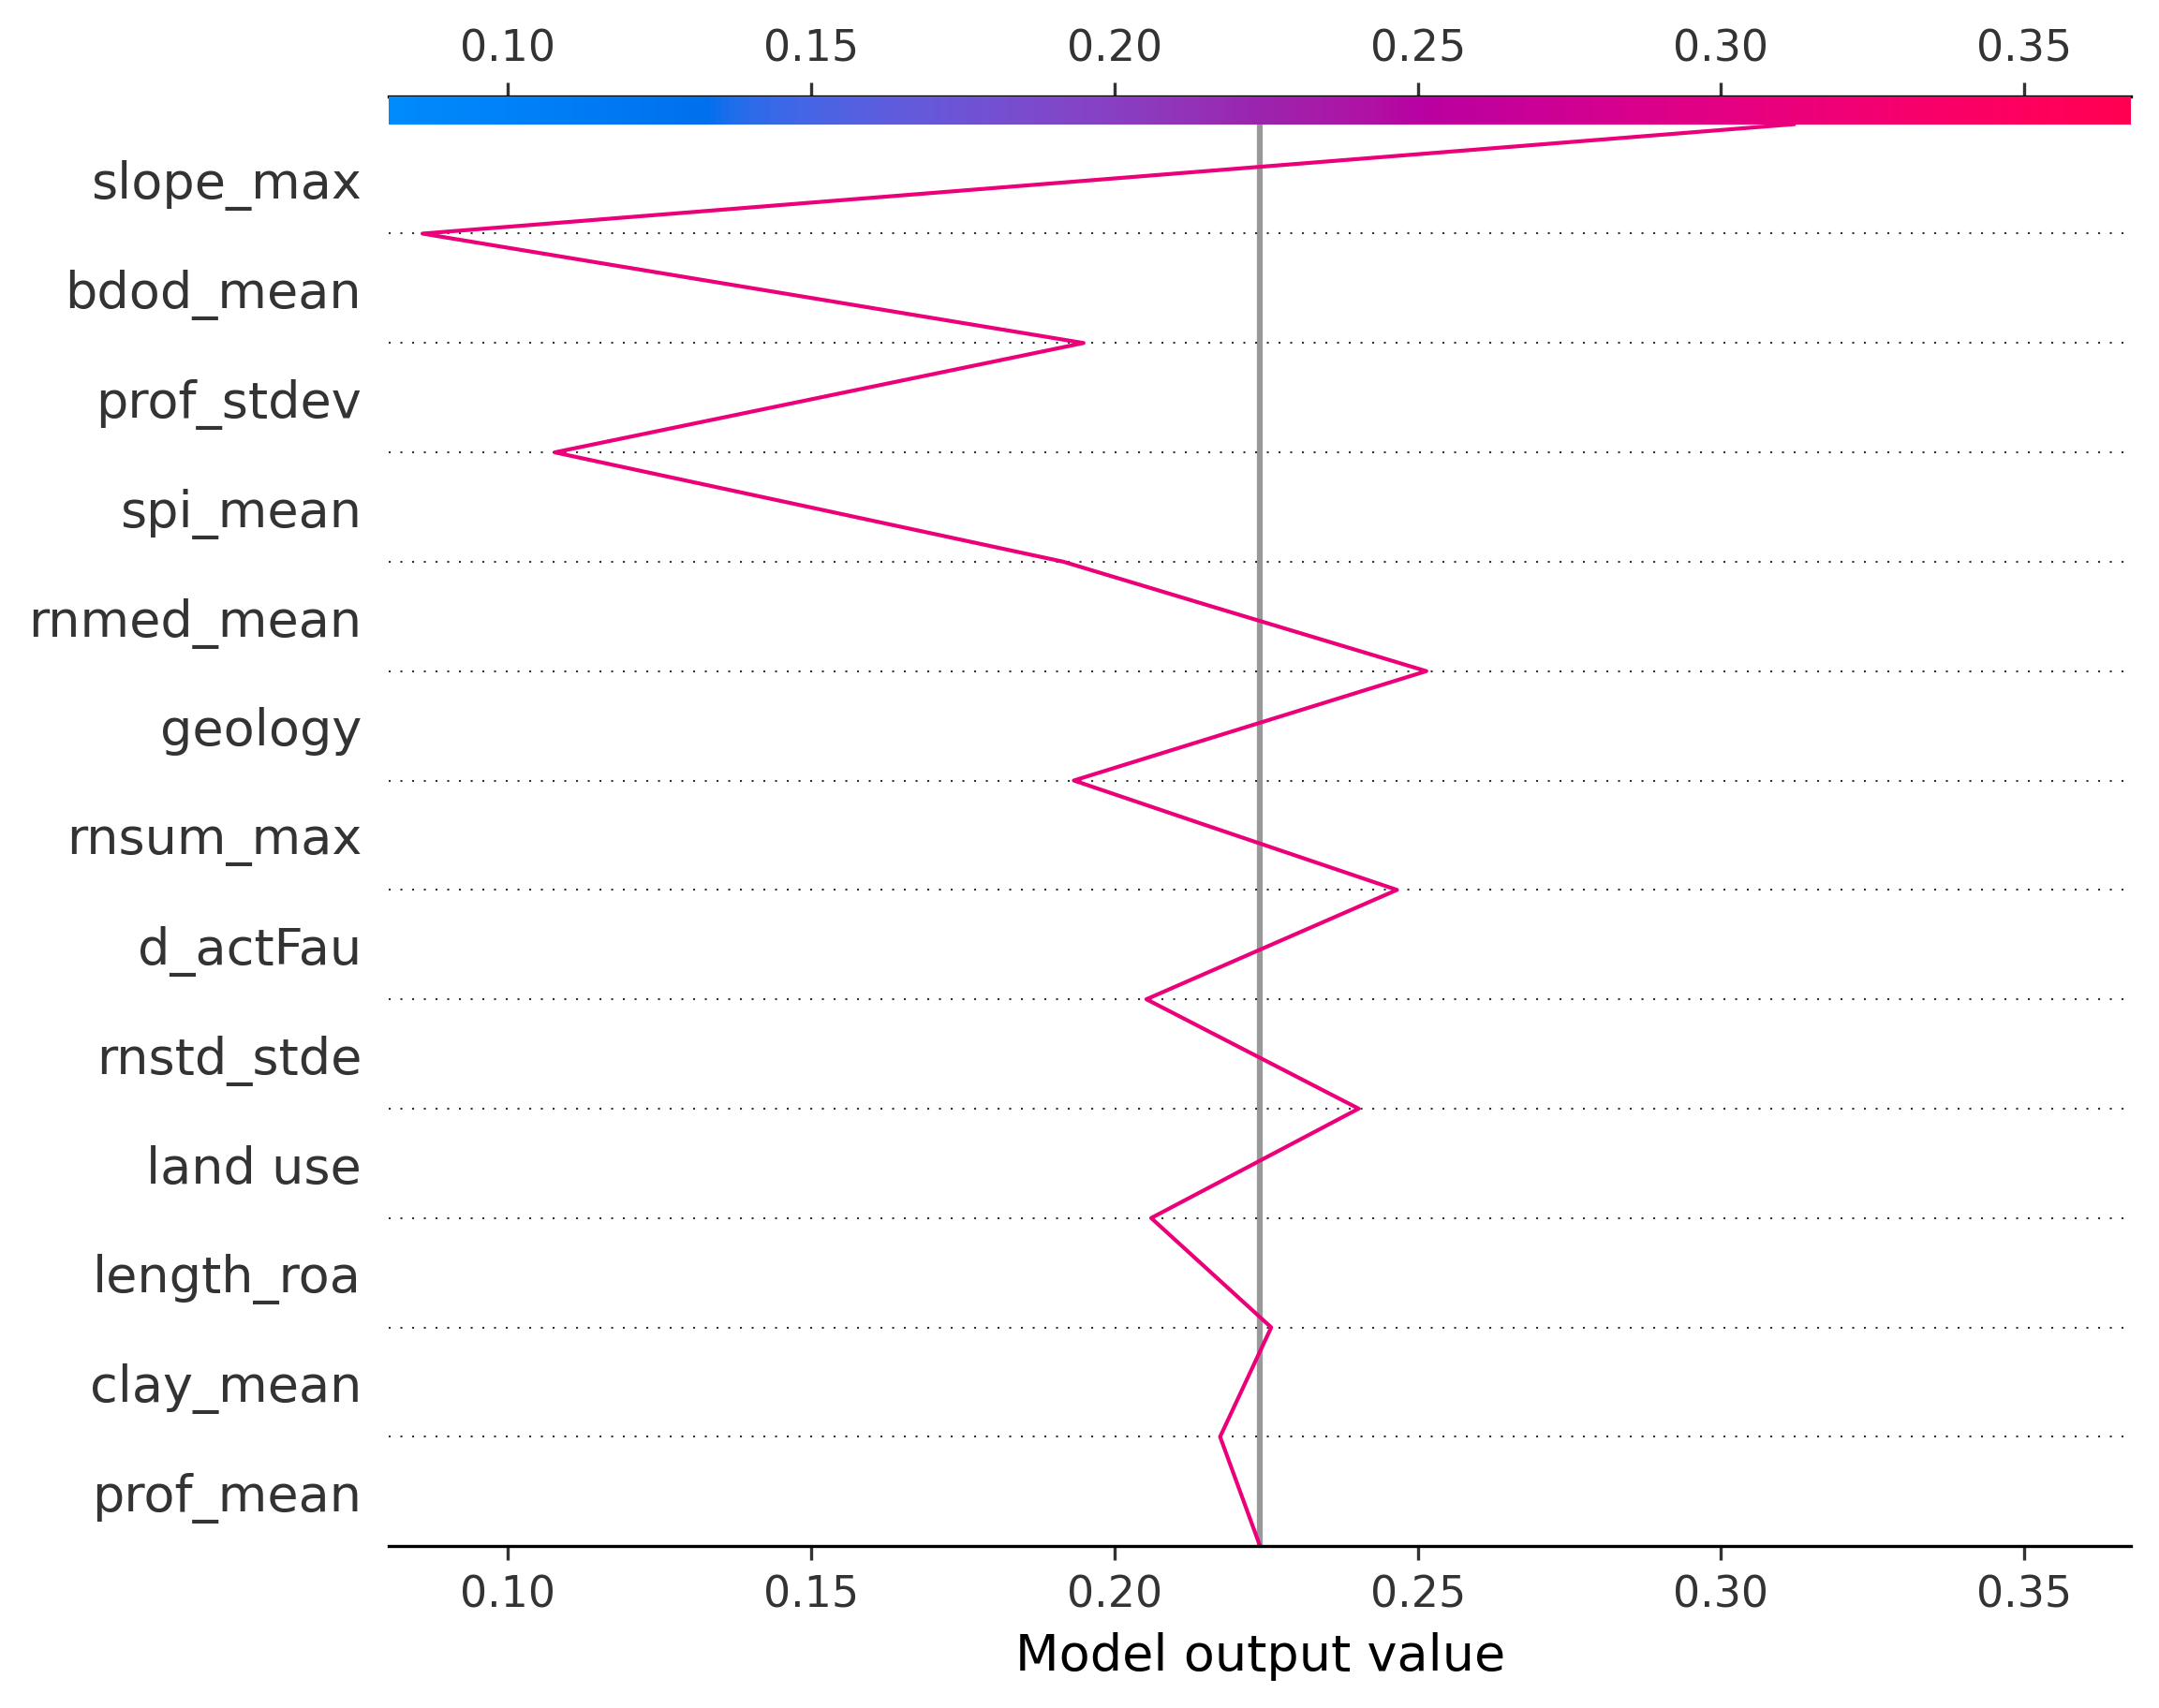 0.10 0.15 0.20 0.25 0.30 0.35
slope_max
bdod_mean
prof_stdev
spi_mean
rnmed_mean
geology
rnsum_max
d_actFau
rnstd_stde
land use
length_roa
clay_mean
prof_mean
0.10 0.15 0.20 0.25 0.30 0.35
Model output value